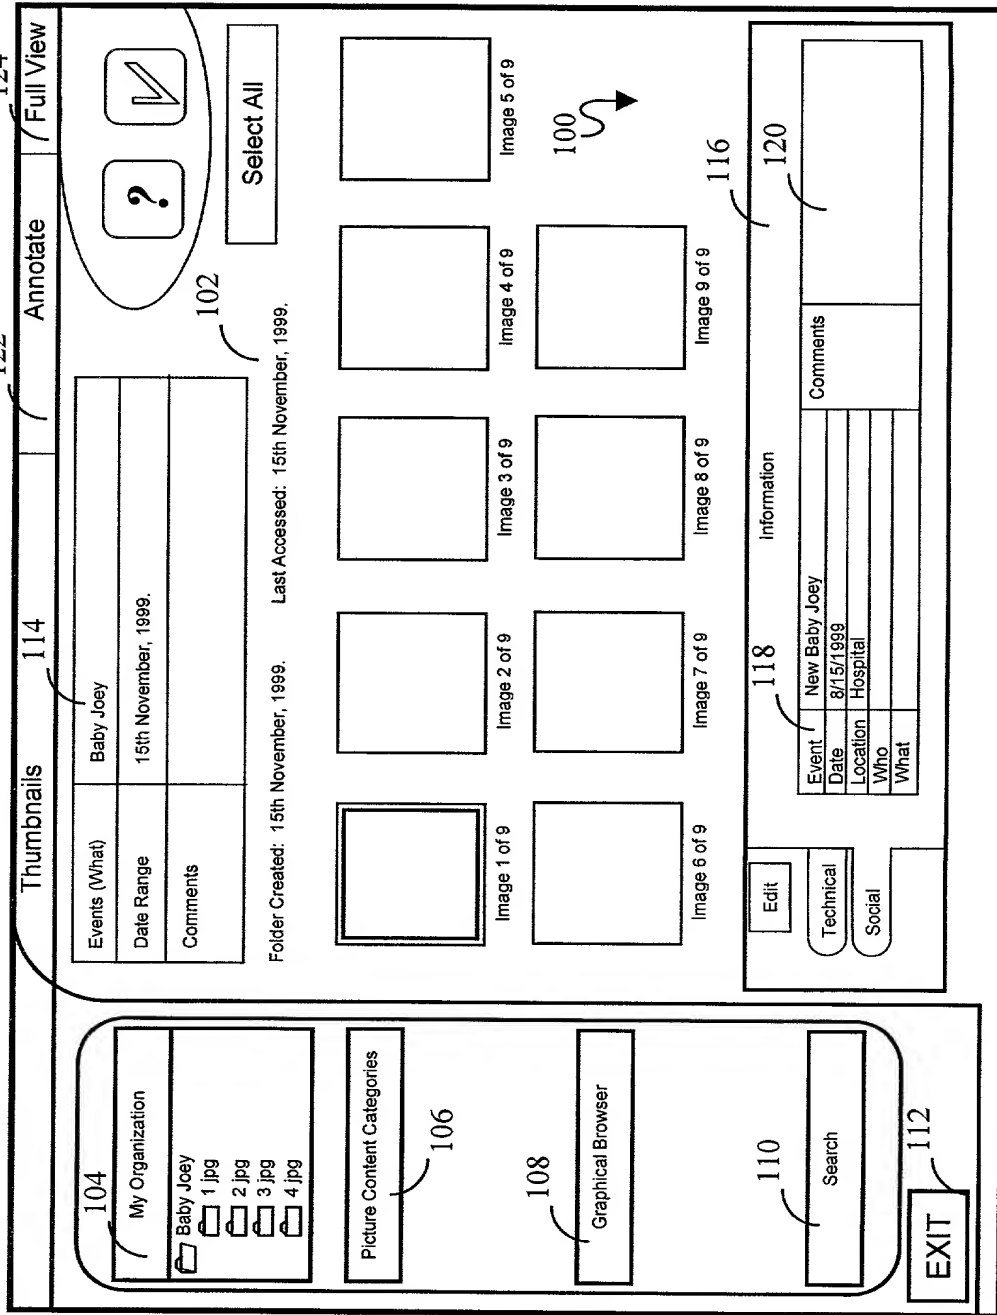 Thumbnails
Annotate
Full View
114
122
124
Events (What)
Baby Joey
Date Range
15th November, 1999.
Comments
?
Select All
Folder Created: 15th November, 1999.
Last Accessed: 15th November, 1999.
102
Image 1 of 9
Image 2 of 9
Image 3 of 9
Image 4 of 9
Image 5 of 9
Image 6 of 9
Image 7 of 9
Image 8 of 9
Image 9 of 9
100
104
My Organization
Baby Joey
1 jpg
2 jpg
3 jpg
4 jpg
Picture Content Categories
106
108
Graphical Browser
110
Search
EXIT
112
Edit
Technical
Social
Information
116
118
120
Event
New Baby Joey
Date
8/15/1999
Location
Hospital
Who
What
Comments